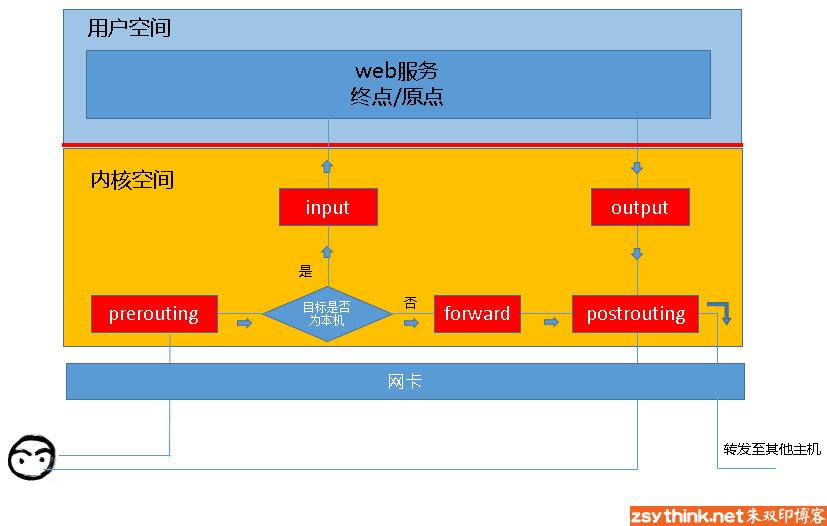 用户空间
web服务
终点/原点
内核空间
input
output
是
prerouting
目标是否
为本机
否
forward
postrouting
网卡
转发至其他主机
zsythink.net朱双印博客